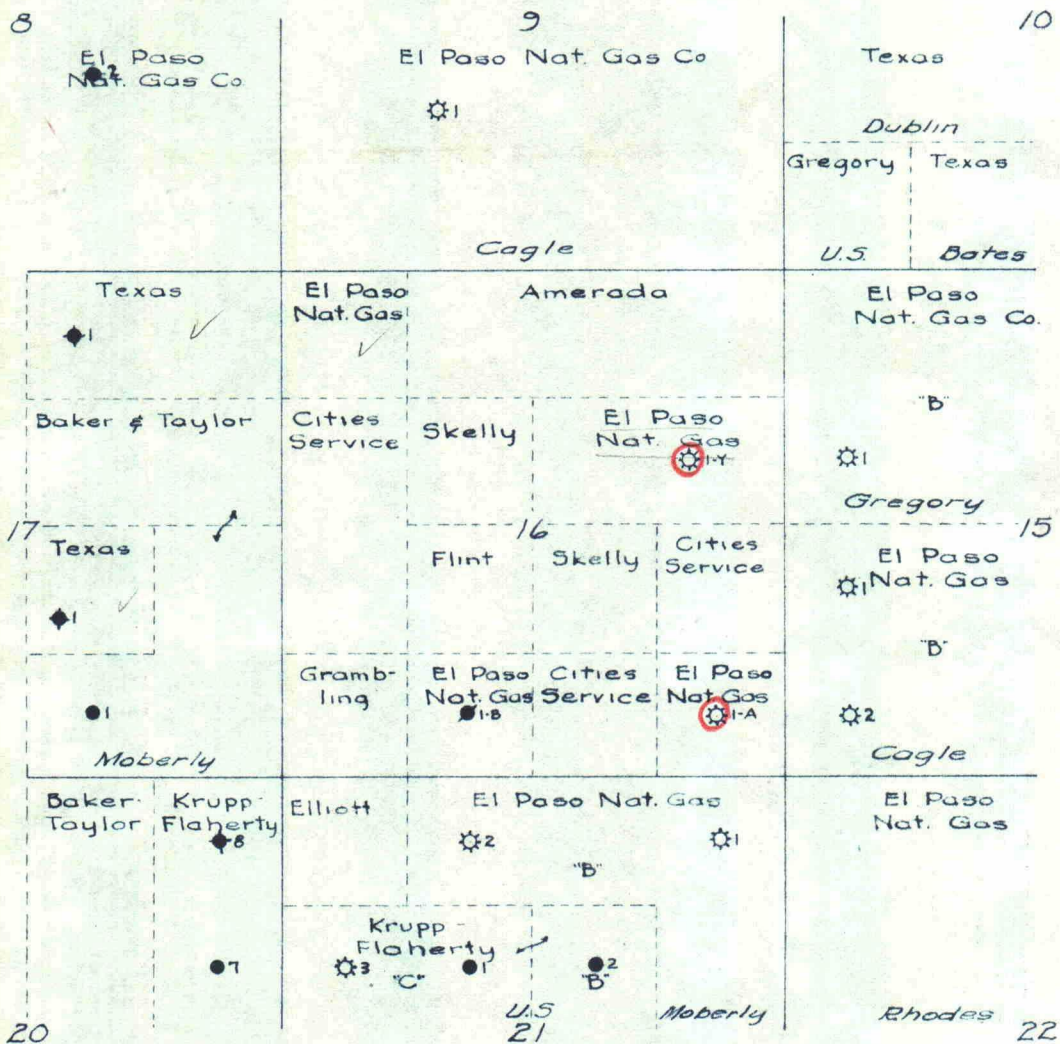 8 9 10
El Paso
Nat. Gas Co
2
El Paso Nat. Gas Co
1
Texas
Dublin
Gregory Texas
Cagle
U.S. Bates
Texas
1
El Paso
Nat. Gas
Amerada
El Paso
Nat. Gas Co.
"B"
Baker & Taylor
Cities
Service
Skelly
El Paso
Nat. Gas
1-Y
1
Gregory
17 16 15
Texas
1
Flint
Skelly
Cities
Service
El Paso
Nat. Gas
1
"B"
Gramb-
ling
El Paso
Nat. Gas
1-B
Cities
Service
El Paso
Nat. Gas
1-A
2
1
Moberly
Cagle
Baker-
Taylor
Krupp-
Flaherty
8
Elliott
El Paso Nat. Gas
2
1
"B"
El Paso
Nat. Gas
Krupp-
Flaherty
7
3
"C"
1
2
"B"
U.S
Moberly
Rhodes
20 21 22